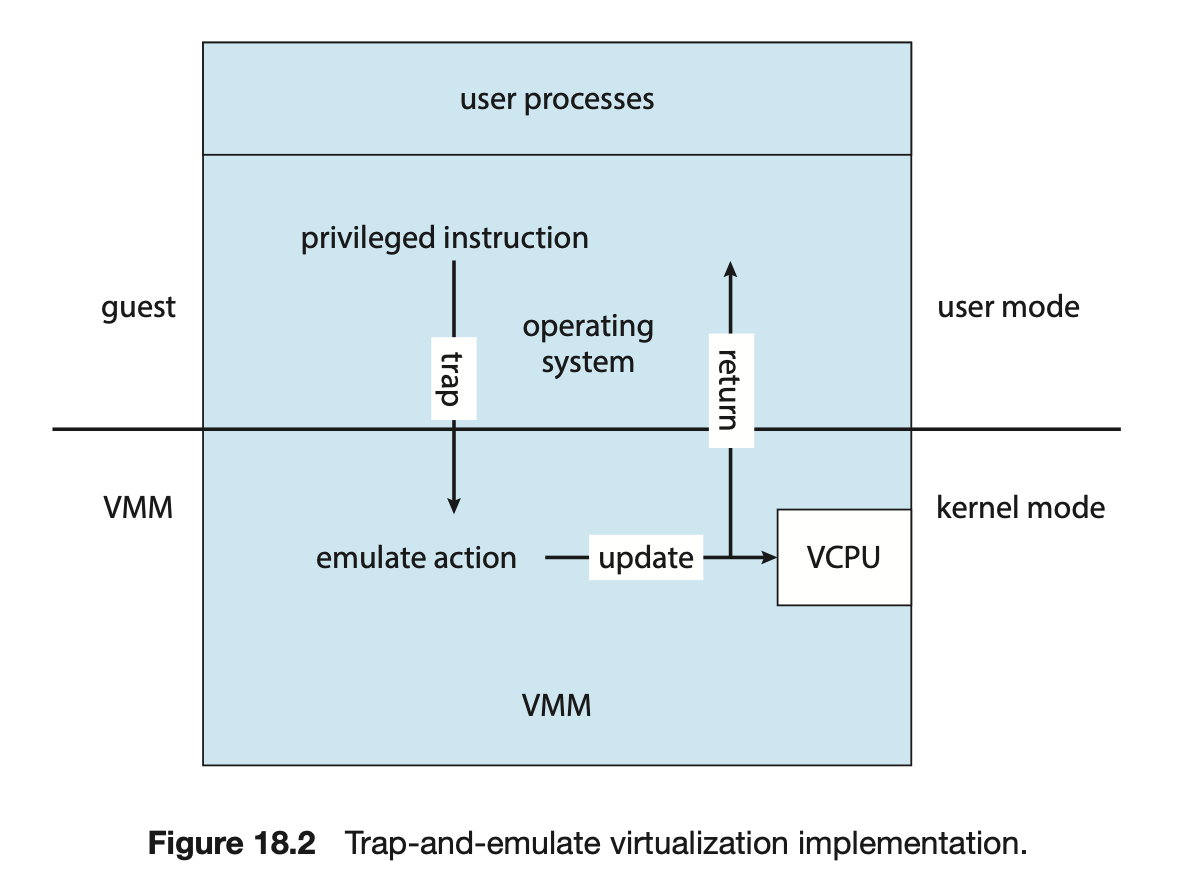 user processes
privileged instruction
guest
operating
system
user mode
trap
return
VMM
kernel mode
emulate action
update
VCPU
VMM
Figure 18.2 Trap-and-emulate virtualization implementation.